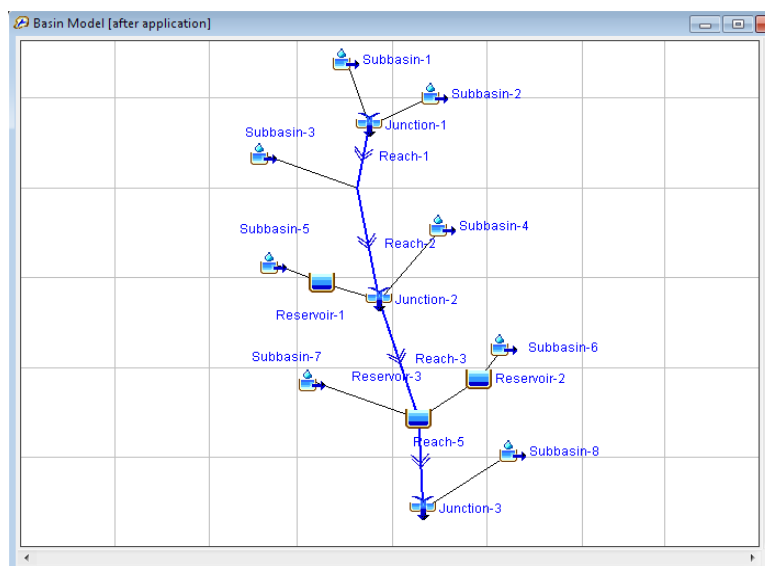 Basin Model [after application]
Subbasin-1
Subbasin-2
Junction-1
Subbasin-3
Reach-1
Subbasin-4
Subbasin-5
Reach-2
Junction-2
Reservoir-1
Subbasin-6
Subbasin-7
Reach-3
Reservoir-3
Reservoir-2
Reach-5
Subbasin-8
Junction-3